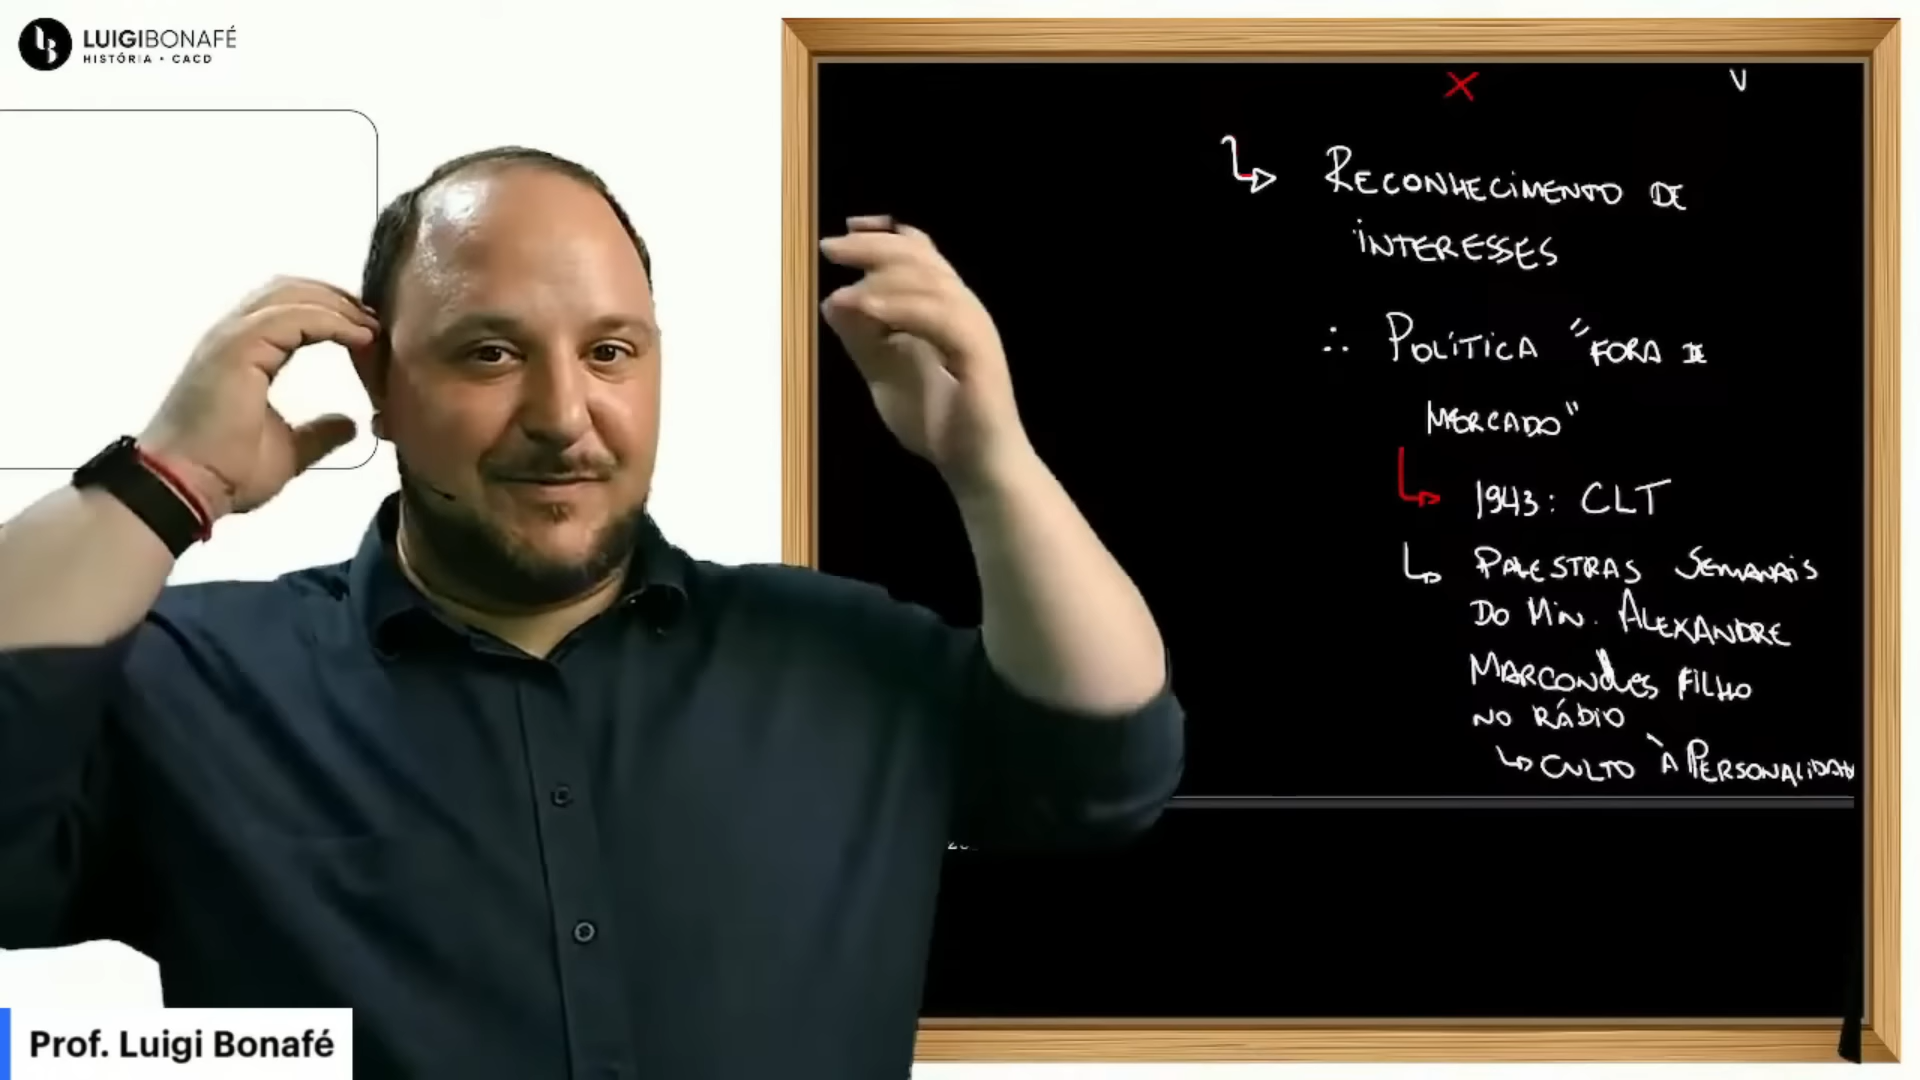 LUIGIBONAFÉ
HISTÓRIA • CACD
X V
RECONHECIMENTO DE
INTERESSES
∴ POLÍTICA "FORA DE
MERCADO"
1943: CLT
PALESTRAS SEMANAIS
DO MIN. ALEXANDRE
MARCONDES FILHO
NO RÁDIO
CULTO À PERSONALIDADE
Prof. Luigi Bonafé